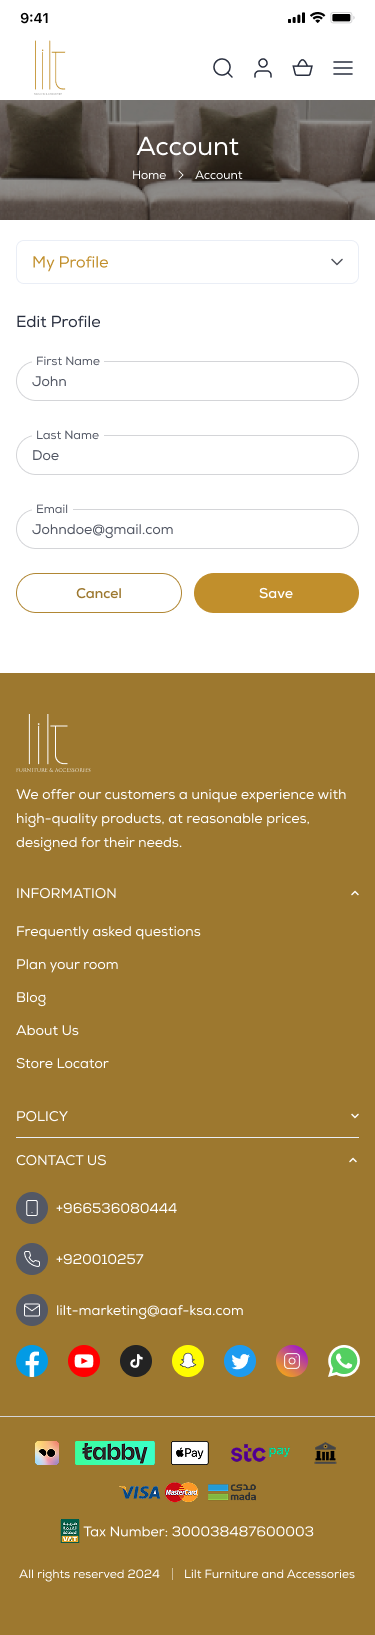 9:41
lilt
Account
Home > Account
My Profile
Edit Profile
First Name
John
Last Name
Doe
Email
Johndoe@gmail.com
Cancel
Save
lilt
FURNITURE & ACCESSORIES
We offer our customers a unique experience with
high-quality products, at reasonable prices,
designed for their needs.
INFORMATION
Frequently asked questions
Plan your room
Blog
About Us
Store Locator
POLICY
CONTACT US
+966536080444
+920010257
lilt-marketing@aaf-ksa.com
tabby Pay stc pay
VISA MasterCard مدى mada
Tax Number: 300038487600003
All rights reserved 2024 | Lilt Furniture and Accessories